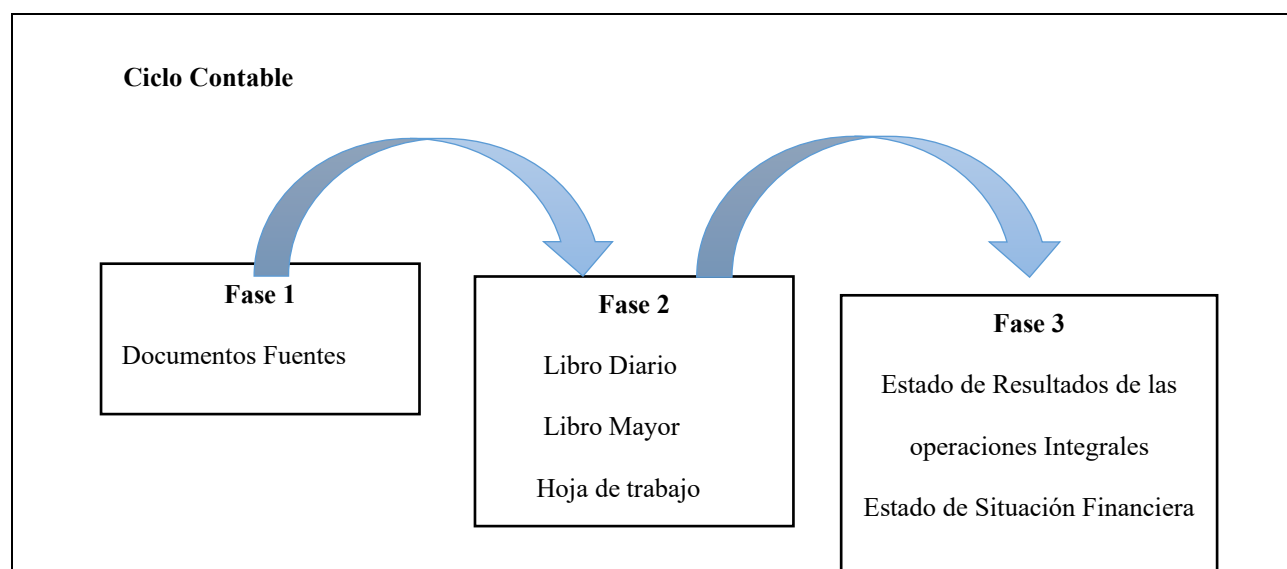 Ciclo Contable
Fase 1
Documentos Fuentes
Fase 2
Libro Diario
Libro Mayor
Hoja de trabajo
Fase 3
Estado de Resultados de las
operaciones Integrales
Estado de Situación Financiera